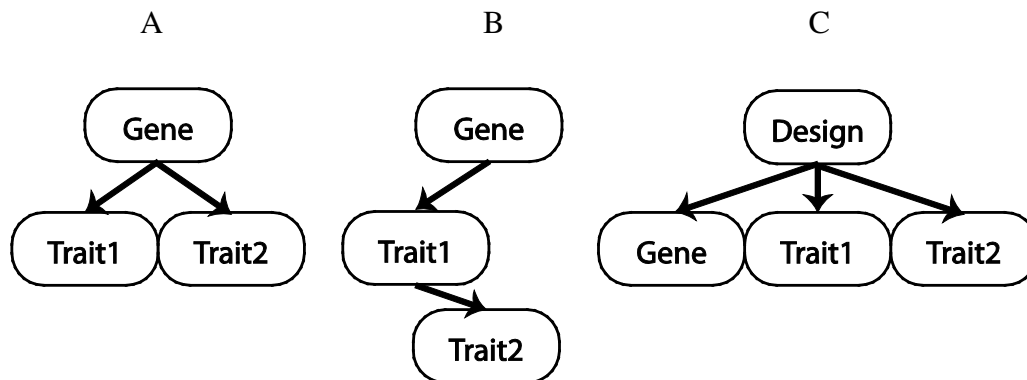 A B C
Gene Gene Design
Trait1 Trait2 Trait1 Gene Trait1 Trait2
Trait2